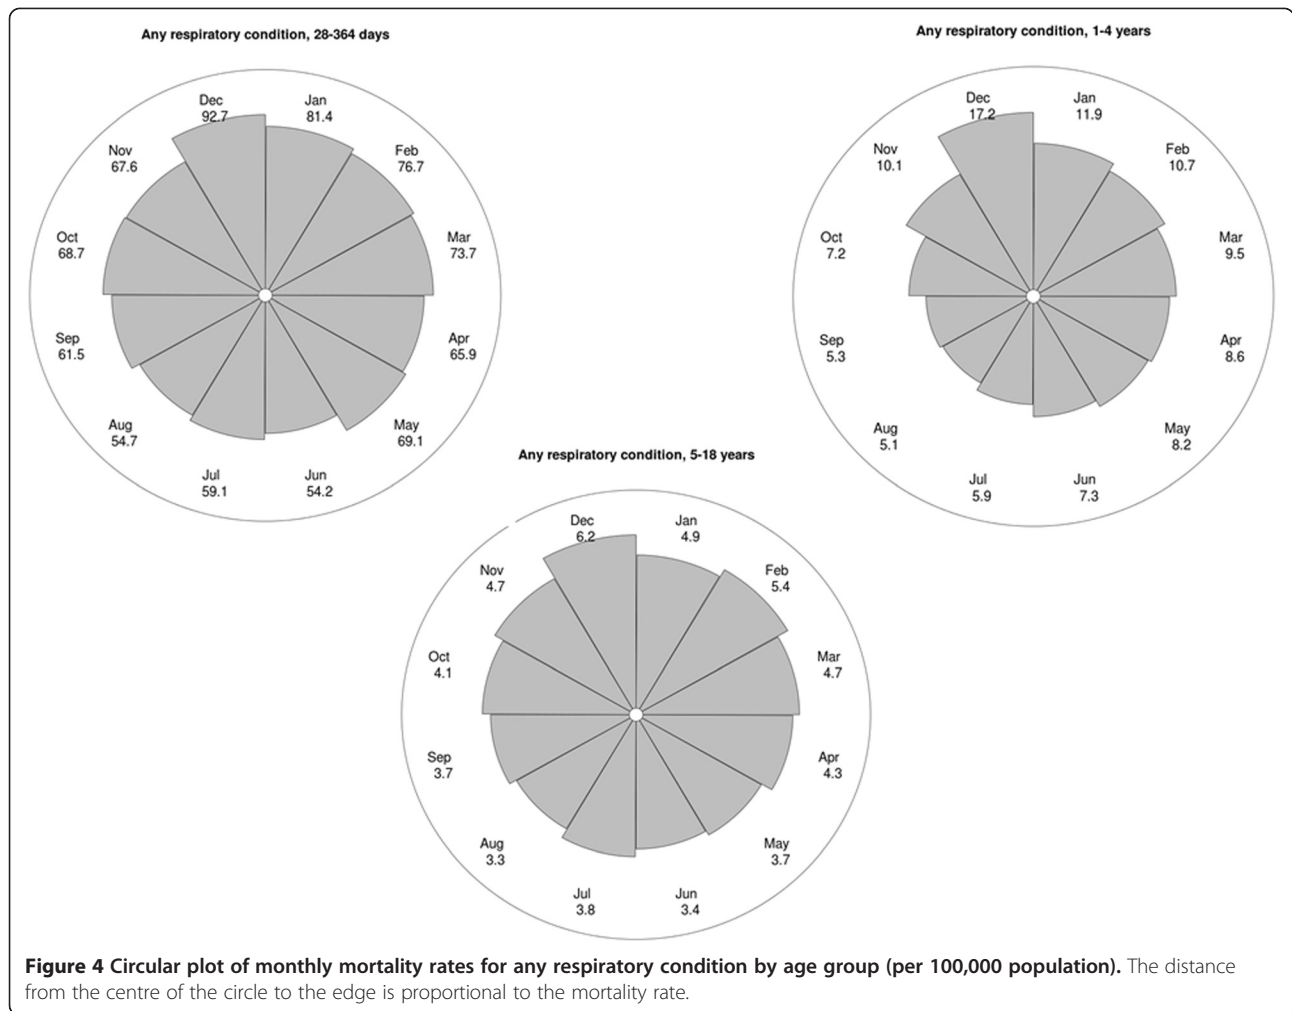 Any respiratory condition, 28-364 days
Dec
92.7
Jan
81.4
Feb
76.7
Mar
73.7
Apr
65.9
May
69.1
Jun
54.2
Jul
59.1
Aug
54.7
Sep
61.5
Oct
68.7
Nov
67.6
Any respiratory condition, 1-4 years
Dec
17.2
Jan
11.9
Feb
10.7
Mar
9.5
Apr
8.6
May
8.2
Jun
7.3
Jul
5.9
Aug
5.1
Sep
5.3
Oct
7.2
Nov
10.1
Any respiratory condition, 5-18 years
Dec
6.2
Jan
4.9
Feb
5.4
Mar
4.7
Apr
4.3
May
3.7
Jun
3.4
Jul
3.8
Aug
3.3
Sep
3.7
Oct
4.1
Nov
4.7
Figure 4 Circular plot of monthly mortality rates for any respiratory condition by age group (per 100,000 population). The distance
from the centre of the circle to the edge is proportional to the mortality rate.